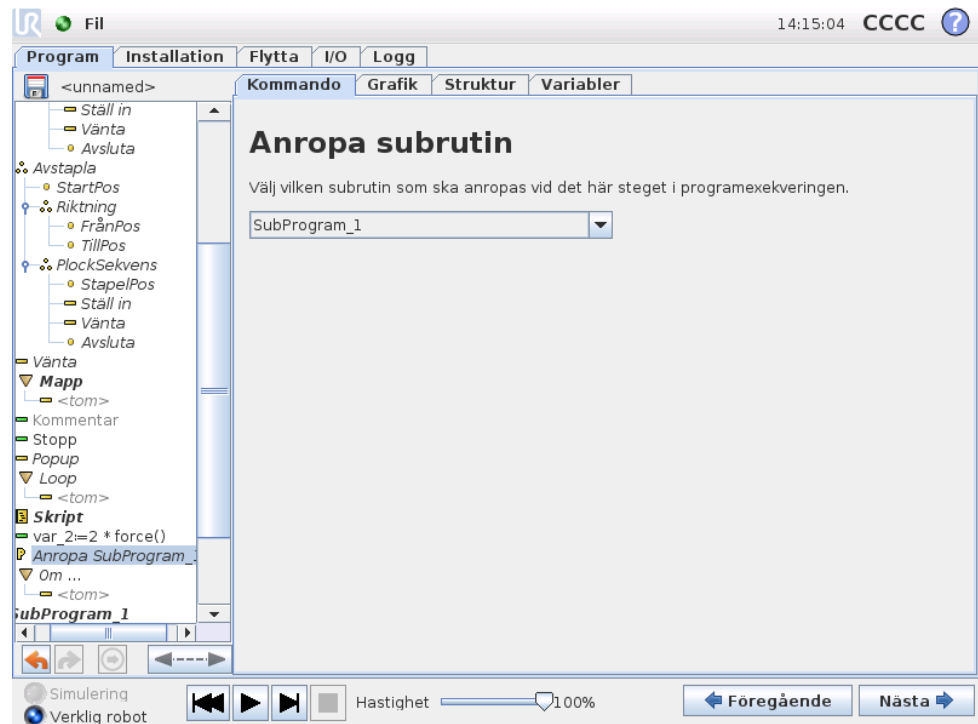 UR Fil 14:15:04 CCCC ?
Program Installation Flytta I/O Logg
<unnamed>
Kommando Grafik Struktur Variabler
Ställ in
Vänta
Avsluta
Avstapla
StartPos
Riktning
FrånPos
TillPos
PlockSekvens
StapelPos
Ställ in
Vänta
Avsluta
Vänta
Mapp
<tom>
Kommentar
Stopp
Popup
Loop
<tom>
Skript
var_2:=2 * force()
Anropa SubProgram_1
Om ...
<tom>
SubProgram_1
Anropa subrutin
Välj vilken subrutin som ska anropas vid det här steget i programexekveringen.
SubProgram_1
Simulering
Verklig robot
Hastighet 100%
Föregående Nästa